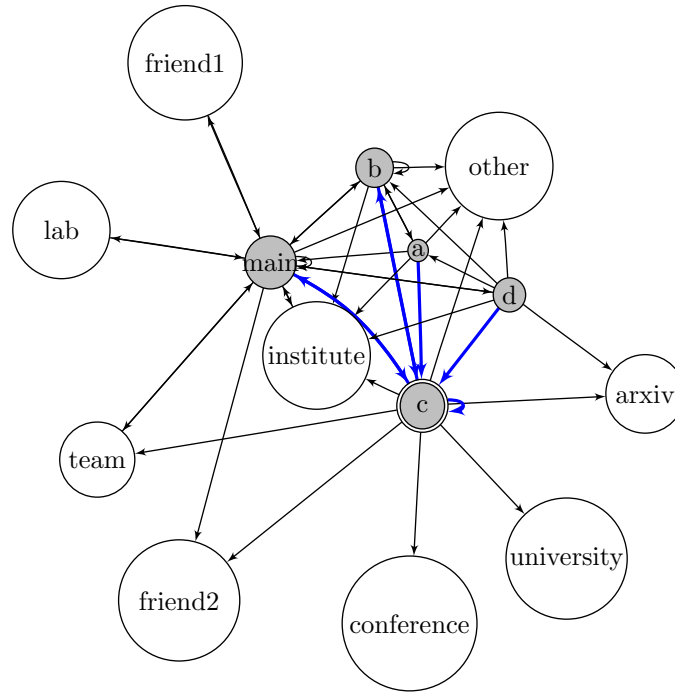 friend1
b
other
lab
a
main
d
institute
arxiv
c
team
university
friend2
conference